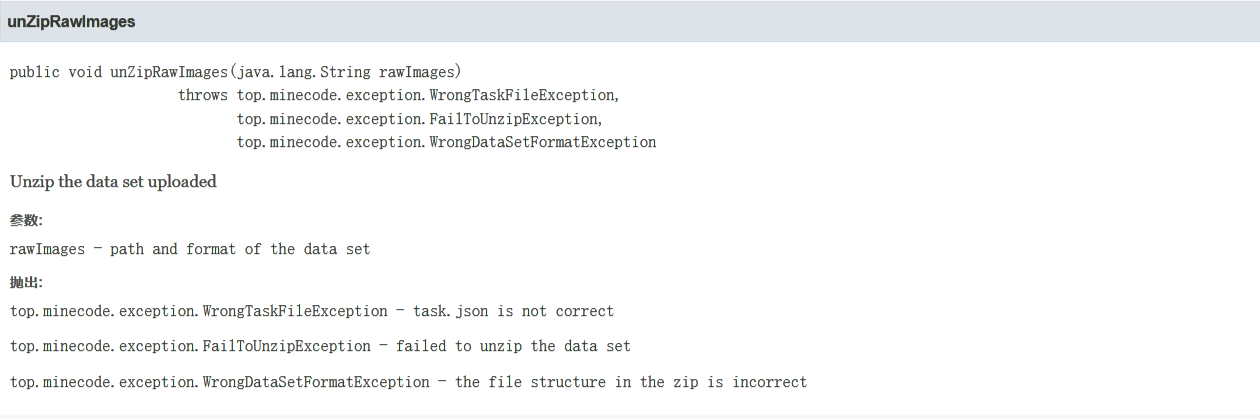 unZipRawImages
public void unZipRawImages(java.lang.String rawImages)
throws top.minecode.exception.WrongTaskFileException,
top.minecode.exception.FailToUnzipException,
top.minecode.exception.WrongDataSetFormatException
Unzip the data set uploaded
参数:
rawImages - path and format of the data set
抛出:
top.minecode.exception.WrongTaskFileException - task.json is not correct
top.minecode.exception.FailToUnzipException - failed to unzip the data set
top.minecode.exception.WrongDataSetFormatException - the file structure in the zip is incorrect